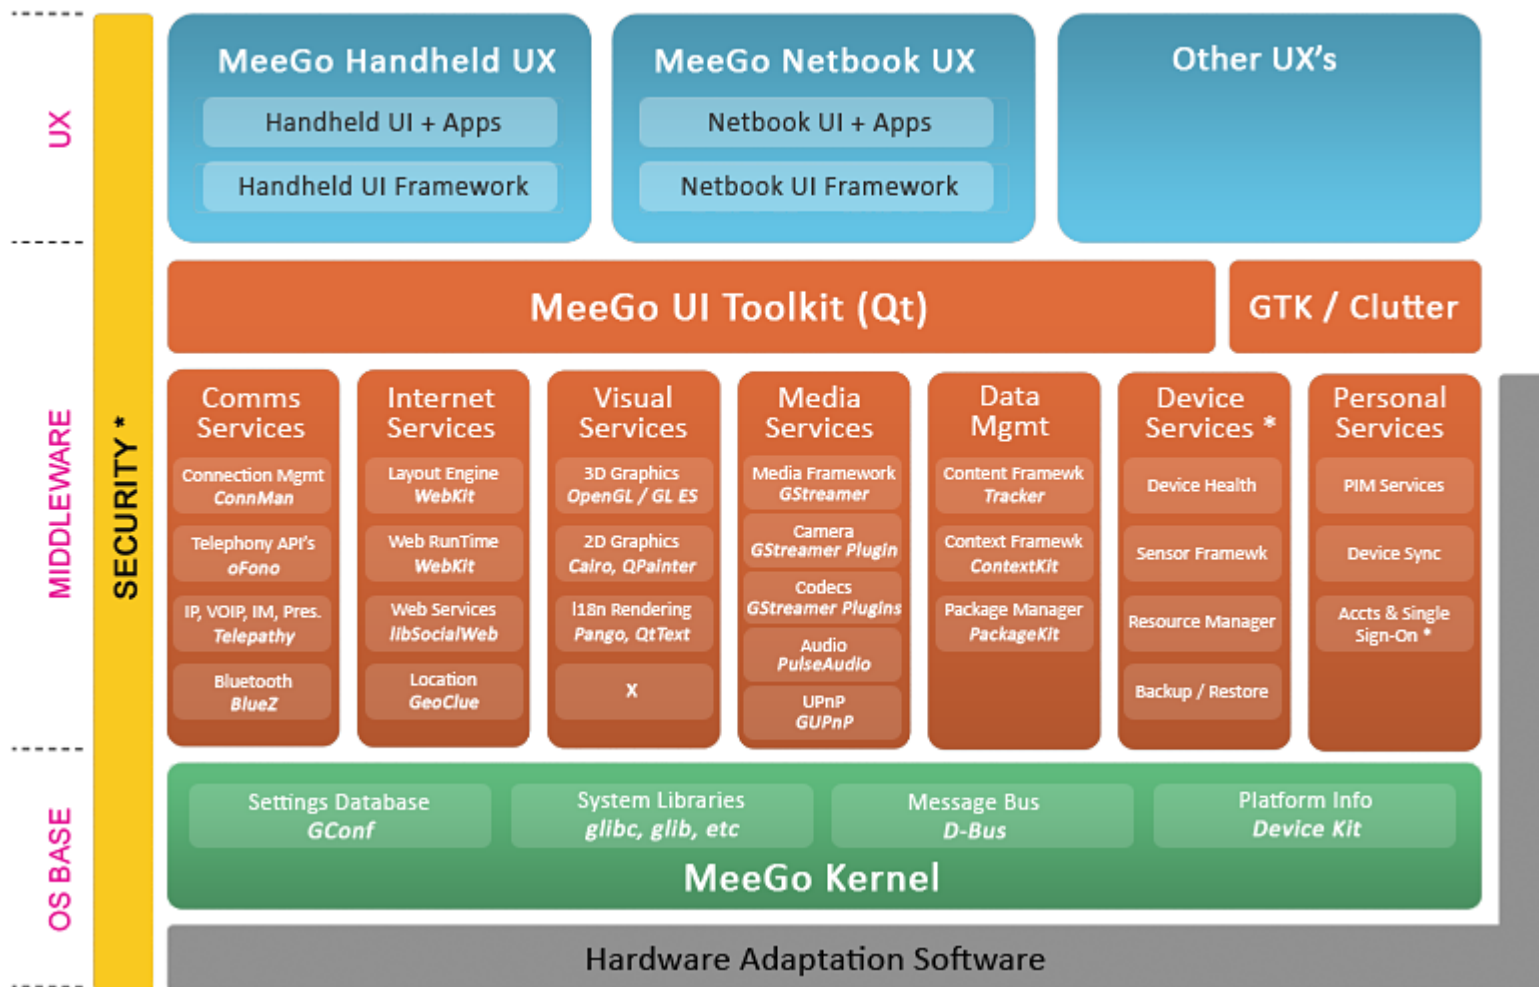 UX
MIDDLEWARE
OS BASE
SECURITY *
MeeGo Handheld UX
Handheld UI + Apps
Handheld UI Framework
MeeGo Netbook UX
Netbook UI + Apps
Netbook UI Framework
Other UX's
MeeGo UI Toolkit (Qt)
GTK / Clutter
Comms
Services
Connection Mgmt
ConnMan
Telephony API's
oFono
IP, VOIP, IM, Pres.
Telepathy
Bluetooth
BlueZ
Internet
Services
Layout Engine
WebKit
Web RunTime
WebKit
Web Services
libSocialWeb
Location
GeoClue
Visual
Services
3D Graphics
OpenGL / GL ES
2D Graphics
Cairo, QPainter
I18n Rendering
Pango, QtText
X
Media
Services
Media Framework
GStreamer
Camera
GStreamer Plugin
Codecs
GStreamer Plugins
Audio
PulseAudio
UPnP
GUPnP
Data
Mgmt
Content Framewk
Tracker
Context Framewk
ContextKit
Package Manager
PackageKit
Device
Services *
Device Health
Sensor Framewk
Resource Manager
Backup / Restore
Personal
Services
PIM Services
Device Sync
Accts & Single
Sign-On *
Settings Database
GConf
System Libraries
glibc, glib, etc
Message Bus
D-Bus
Platform Info
Device Kit
MeeGo Kernel
Hardware Adaptation Software